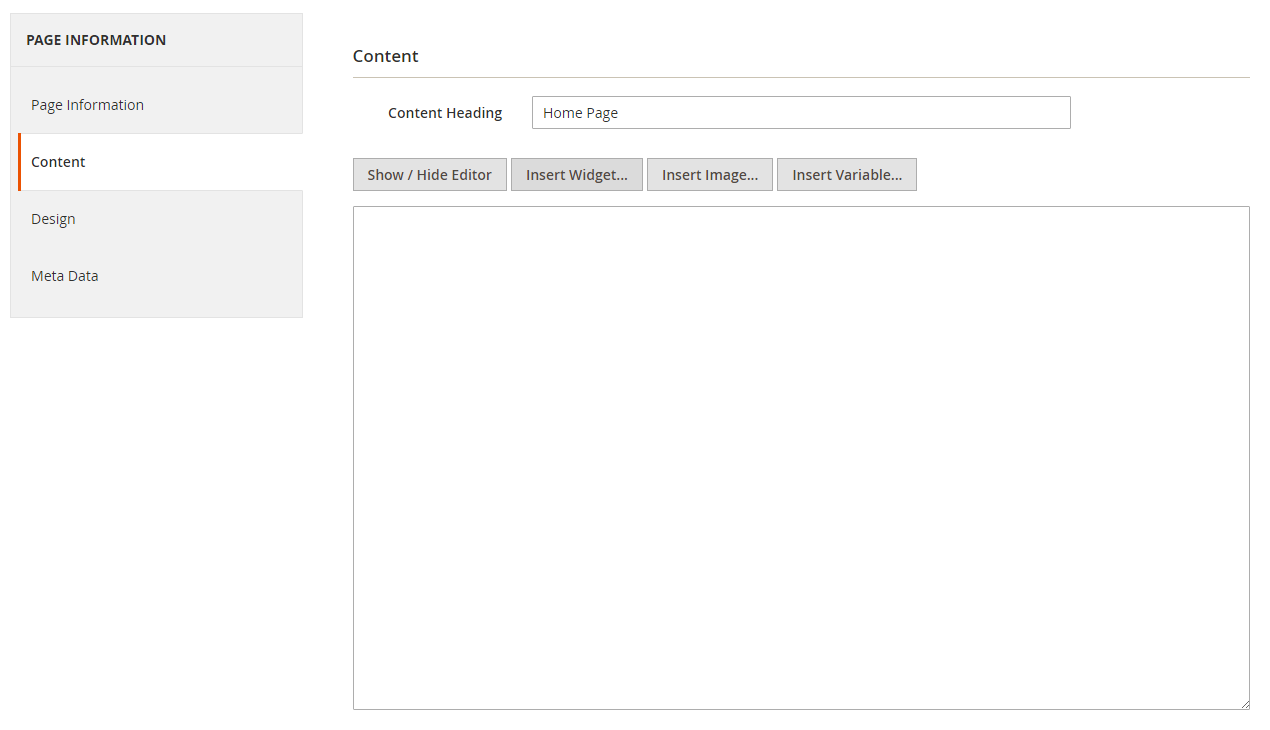 PAGE INFORMATION
Page Information
Content
Design
Meta Data
Content
Content Heading Home Page
Show / Hide Editor Insert Widget... Insert Image... Insert Variable...